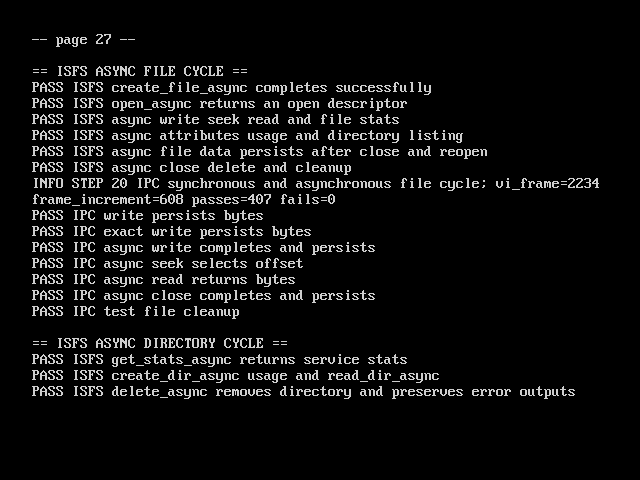 -- page 27 --
== ISFS ASYNC FILE CYCLE ==
PASS ISFS create_file_async completes successfully
PASS ISFS open_async returns an open descriptor
PASS ISFS async write seek read and file stats
PASS ISFS async attributes usage and directory listing
PASS ISFS async file data persists after close and reopen
PASS ISFS async close delete and cleanup
INFO STEP 20 IPC synchronous and asynchronous file cycle; vi_frame=2234
frame_increment=608 passes=407 fails=0
PASS IPC write persists bytes
PASS IPC exact write persists bytes
PASS IPC async write completes and persists
PASS IPC async seek selects offset
PASS IPC async read returns bytes
PASS IPC async close completes and persists
PASS IPC test file cleanup
== ISFS ASYNC DIRECTORY CYCLE ==
PASS ISFS get_stats_async returns service stats
PASS ISFS create_dir_async usage and read_dir_async
PASS ISFS delete_async removes directory and preserves error outputs